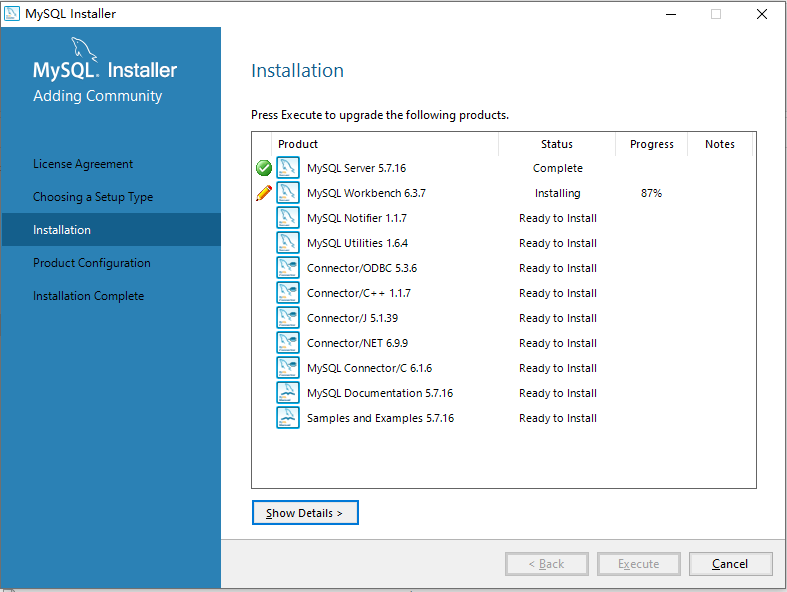 MySQL Installer
MySQL. Installer
Adding Community
License Agreement
Choosing a Setup Type
Installation
Product Configuration
Installation Complete
Installation
Press Execute to upgrade the following products.
Product Status Progress Notes
MySQL Server 5.7.16 Complete
MySQL Workbench 6.3.7 Installing 87%
MySQL Notifier 1.1.7 Ready to Install
MySQL Utilities 1.6.4 Ready to Install
Connector/ODBC 5.3.6 Ready to Install
Connector/C++ 1.1.7 Ready to Install
Connector/J 5.1.39 Ready to Install
Connector/NET 6.9.9 Ready to Install
MySQL Connector/C 6.1.6 Ready to Install
MySQL Documentation 5.7.16 Ready to Install
Samples and Examples 5.7.16 Ready to Install
Show Details >
< Back Execute Cancel